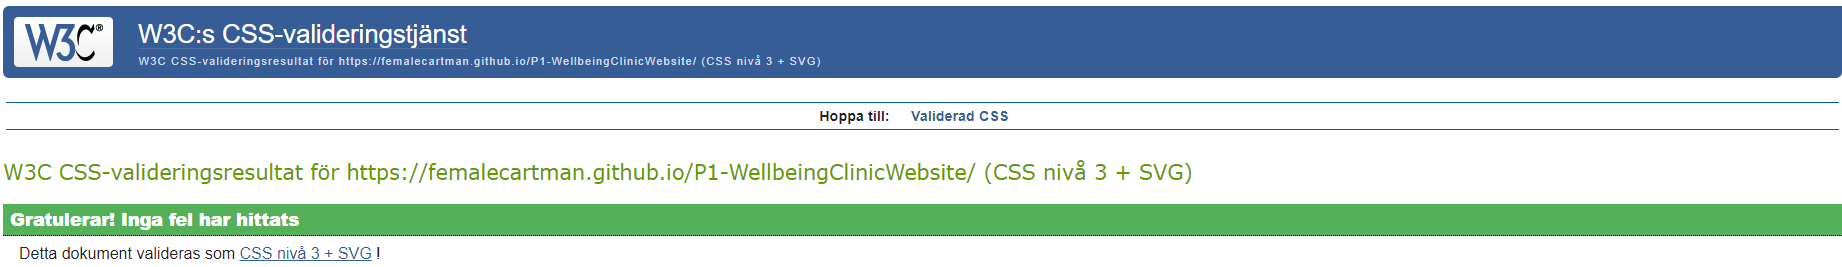 W3C® W3C:s CSS-valideringstjänst
W3C CSS-valideringsresultat för https://femalecartman.github.io/P1-WellbeingClinicWebsite/ (CSS nivå 3 + SVG)
Hoppa till: Validerad CSS
W3C CSS-valideringsresultat för https://femalecartman.github.io/P1-WellbeingClinicWebsite/ (CSS nivå 3 + SVG)
Gratulerar! Inga fel har hittats
Detta dokument valideras som CSS nivå 3 + SVG !